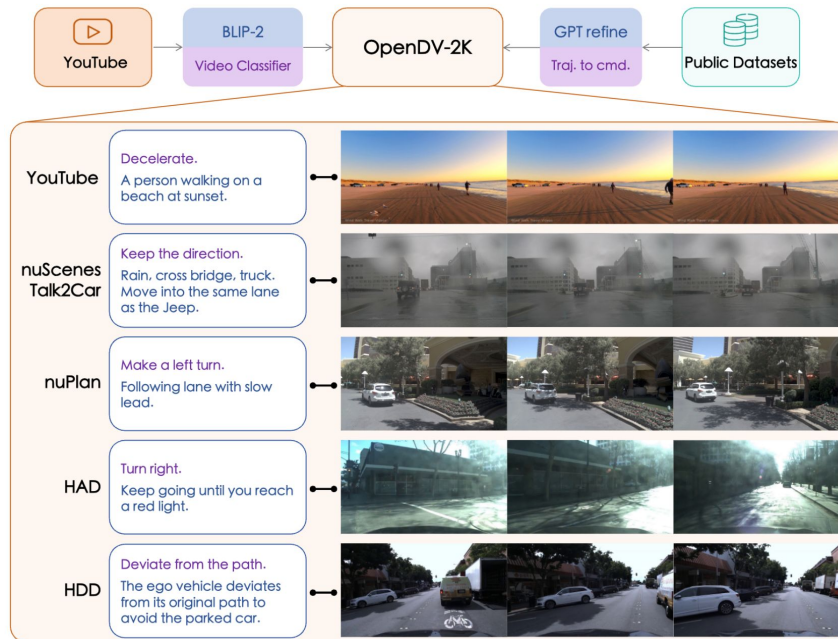 YouTube
BLIP-2
Video Classifier
OpenDV-2K
GPT refine
Traj. to cmd.
Public Datasets
YouTube
Decelerate.
A person walking on a
beach at sunset.
nuScenes
Talk2Car
Keep the direction.
Rain, cross bridge, truck.
Move into the same lane
as the Jeep.
nuPlan
Make a left turn.
Following lane with slow
lead.
HAD
Turn right.
Keep going until you reach
a red light.
HDD
Deviate from the path.
The ego vehicle deviates
from its original path to
avoid the parked car.